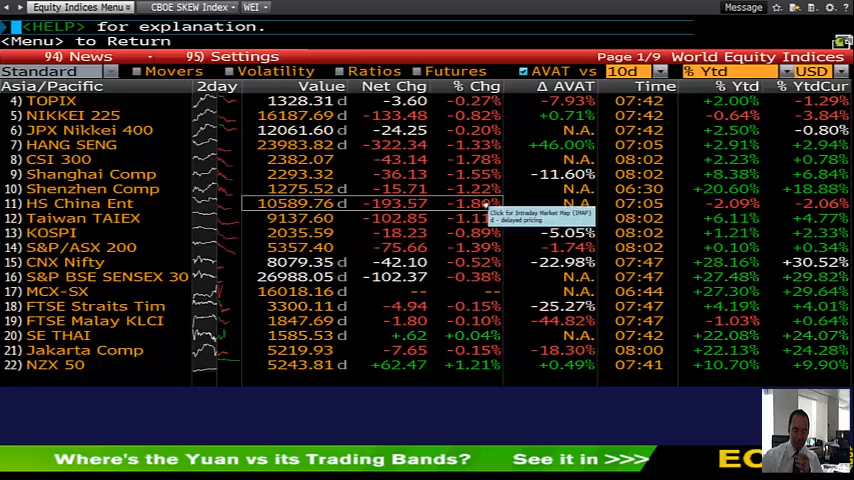 Equity Indices Menu CBOE SKEW Index WEI Message
<HELP> for explanation.
<Menu> to Return
94) News 95) Settings Page 1/9 World Equity Indices
Standard Movers Volatility Ratios Futures AVAT vs 10d % Ytd USD
Asia/Pacific 2day Value Net Chg % Chg Δ AVAT Time % Ytd % YtdCur
4) TOPIX 1328.31 d -3.60 -0.27% -7.93% 07:42 +2.00% -1.29%
5) NIKKEI 225 16187.69 d -133.48 -0.82% +0.71% 07:42 -0.64% -3.84%
6) JPX Nikkei 400 12061.60 d -24.25 -0.20% N.A. 07:42 +2.50% -0.80%
7) HANG SENG 23983.82 d -322.34 -1.33% +46.00% 07:45 +2.91% +2.94%
8) CSI 300 2382.07 -43.14 -1.78% N.A. 08:02 +2.23% +0.78%
9) Shanghai Comp 2293.32 -36.13 -1.55% -11.60% 08:02 +8.38% +6.84%
10) Shenzhen Comp 1275.52 d -15.71 -1.22% N.A. 06:30 +20.60% +18.88%
11) HS China Ent 10589.76 d -193.57 N.A. 07:45 -2.09% -2.06%
Click for Intraday Market Map (IMAP)
d - delayed pricing
12) Taiwan TAIEX 9137.60 -102.85 08:02 +6.11% +4.77%
13) KOSPI 2035.59 -18.23 -0.89% -5.05% 08:02 +1.21%
14) S&P/ASX 200 5357.40 -75.66 -1.39% -1.74% 08:02 +0.10% +0.34%
15) CNX Nifty 8079.35 d -42.10 -0.52% -22.98% 07:47 +28.16% +30.52%
16) S&P BSE SENSEX 30 26988.05 d -102.37 -0.38% N.A. 07:47 +27.48% +29.82%
17) MCX-SX 16018.16 -- --% N.A. 06:44 +27.30% +29.64%
18) FTSE Straits Tim 3300.11 d -4.94 -0.15% -25.27% 07:47 +4.19% +4.01%
19) FTSE Malay KLCI 1847.69 d -1.80 -0.10% -44.82% 07:47 -1.03% +0.64%
20) SE THAI 1585.53 d +.62 +0.04% N.A. 07:47 +22.08% +24.07%
21) Jakarta Comp 5219.93 -7.65 -0.15% -18.30% 08:00 +22.13% +24.28%
22) NZX 50 5243.81 d +62.47 +1.21% +0.49% 07:41 +10.70% +9.90%
Where's the Yuan vs its Trading Bands? See it in >>> EC